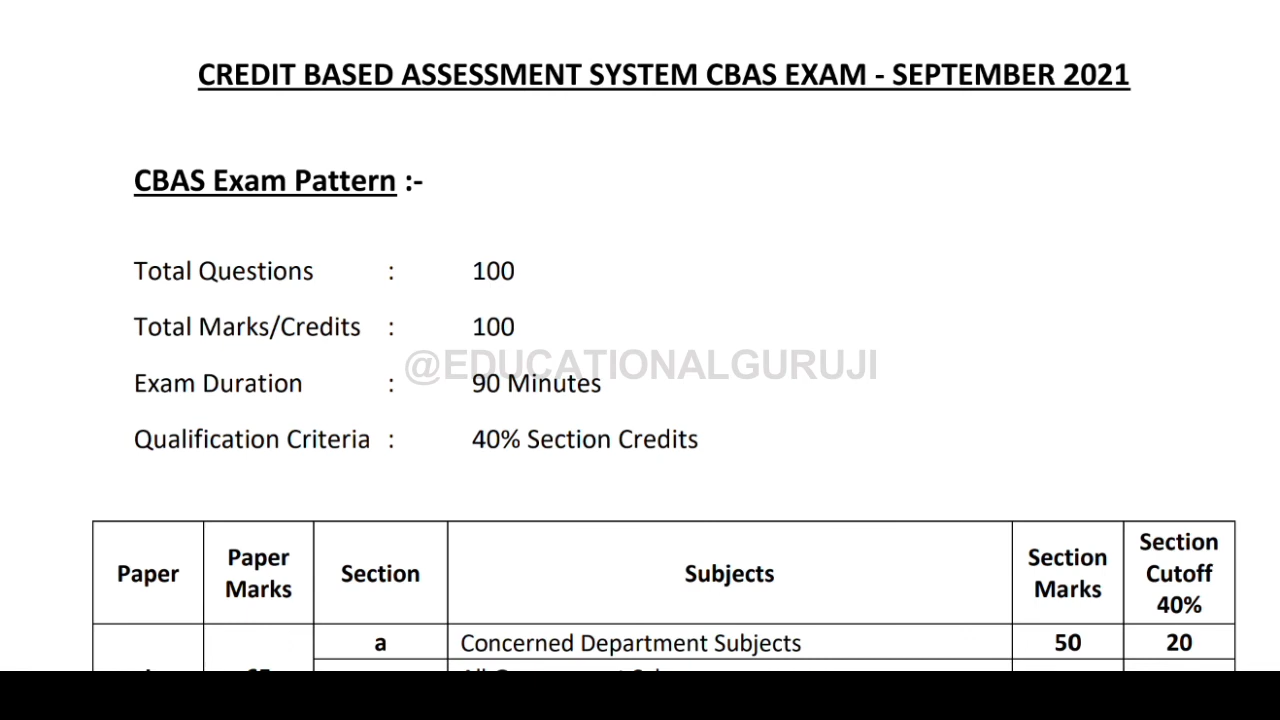 CREDIT BASED ASSESSMENT SYSTEM CBAS EXAM - SEPTEMBER 2021
CBAS Exam Pattern :-
Total Questions : 100
Total Marks/Credits : 100
@EDUCATIONALGURUJI
Exam Duration : 90 Minutes
Qualification Criteria : 40% Section Credits
Paper Paper Marks Section Subjects Section Marks Section Cutoff 40%
a Concerned Department Subjects 50 20